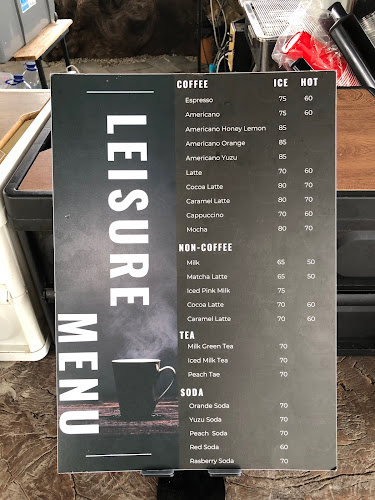 LEISURE
MENU
COFFEE ICE HOT
Espresso 75 60
Americano 75 60
Americano Honey Lemon 85
Americano Orange 85
Americano Yuzu 85
Latte 70 60
Cocoa Latte 80 70
Caramel Latte 80 70
Cappuccino 70 60
Mocha 80 70
NON-COFFEE
Milk 65 50
Matcha Latte 65 50
Iced Pink Milk 75
Cocoa Latte 70 60
Caramel Latte 70 60
TEA
Milk Green Tea 70
Iced Milk Tea 70
Peach Tae 70
SODA
Orande Soda 70
Yuzu Soda 70
Peach Soda 70
Red Soda 60
Rasberry Soda 70